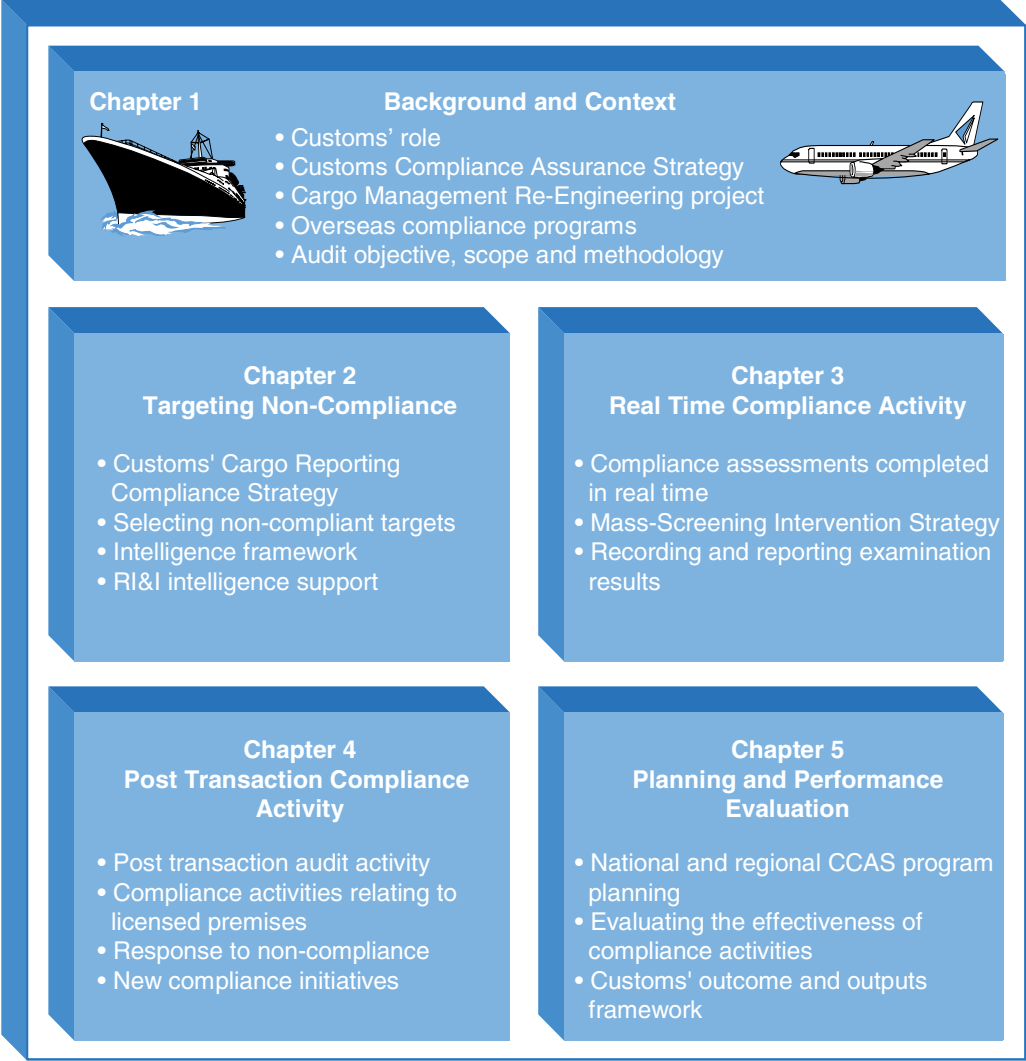 Chapter 1
Background and Context
• Customs’ role
• Customs Compliance Assurance Strategy
• Cargo Management Re-Engineering project
• Overseas compliance programs
• Audit objective, scope and methodology
Chapter 2
Targeting Non-Compliance
• Customs' Cargo Reporting
Compliance Strategy
• Selecting non-compliant targets
• Intelligence framework
• RI&I intelligence support
Chapter 3
Real Time Compliance Activity
• Compliance assessments completed
in real time
• Mass-Screening Intervention Strategy
• Recording and reporting examination
results
Chapter 4
Post Transaction Compliance
Activity
• Post transaction audit activity
• Compliance activities relating to
licensed premises
• Response to non-compliance
• New compliance initiatives
Chapter 5
Planning and Performance
Evaluation
• National and regional CCAS program
planning
• Evaluating the effectiveness of
compliance activities
• Customs' outcome and outputs
framework